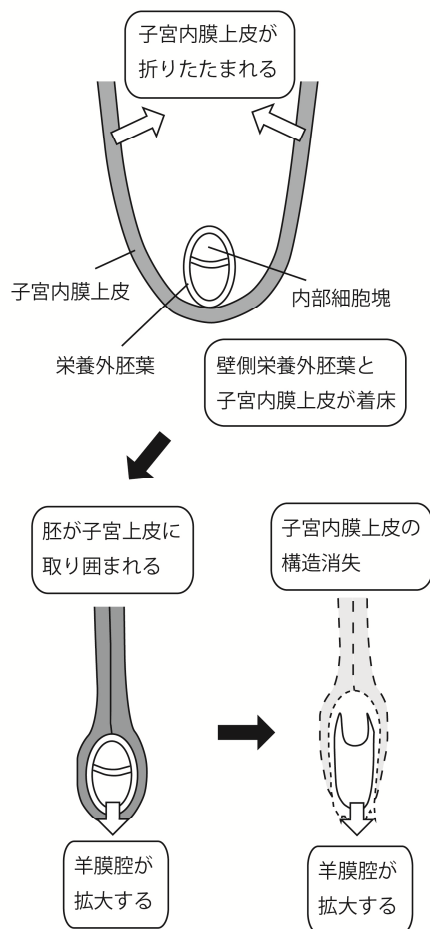 子宮内膜上皮が
折りたたまれる
子宮内膜上皮
内部細胞塊
栄養外胚葉
壁側栄養外胚葉と
子宮内膜上皮が着床
胚が子宮上皮に
取り囲まれる
子宮内膜上皮の
構造消失
羊膜腔が
拡大する
羊膜腔が
拡大する